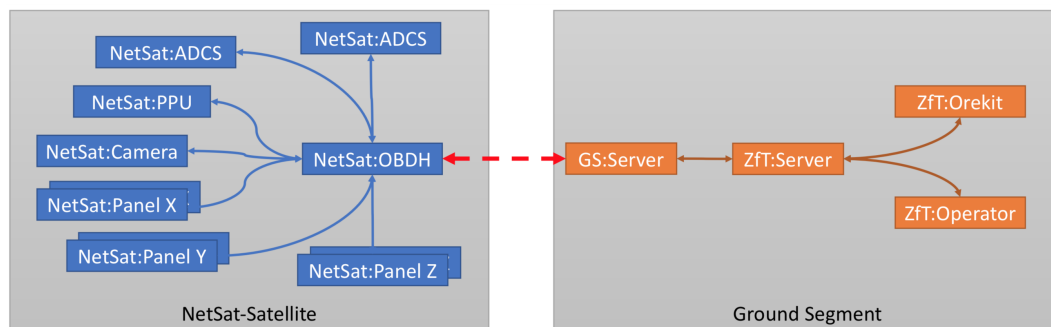 NetSat:ADCS
NetSat:ADCS
NetSat:PPU
NetSat:Camera
NetSat:OBDH
NetSat:Panel X
NetSat:Panel Y
NetSat:Panel Z
NetSat-Satellite
ZfT:Orekit
GS:Server
ZfT:Server
ZfT:Operator
Ground Segment